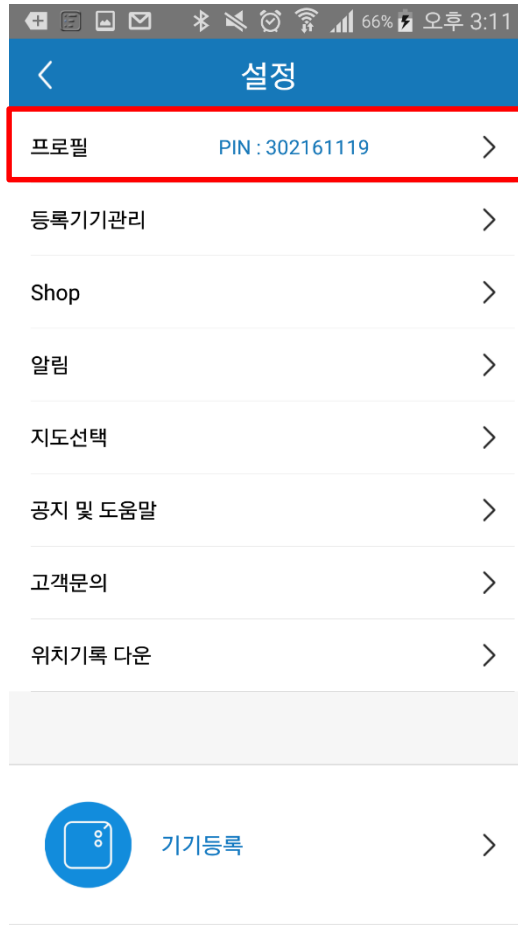 66% 오후 3:11
설정
프로필 PIN : 302161119
등록기기관리
Shop
알림
지도선택
공지 및 도움말
고객문의
위치기록 다운
기기등록